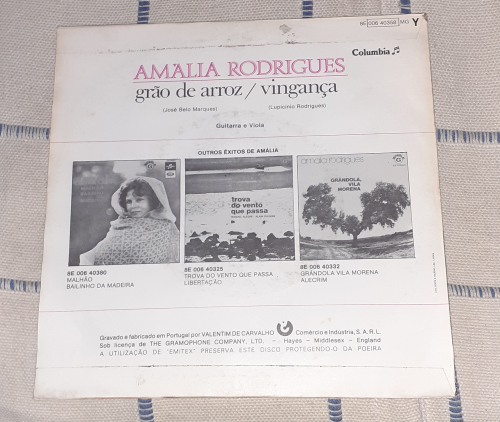 8E 006 40358 MG Y
Columbia
AMÁLIA RODRIGUES
grão de arroz / vingança
(José Belo Marques) (Lupicínio Rodrigues)
Guitarra e Viola
OUTROS ÊXITOS DE AMÁLIA
trova
do vento
que passa
amália rodrigues
GRÂNDOLA,
VILA
MORENA
8E 006 40380
MALHÃO
BAILINHO DA MADEIRA
8E 006 40325
TROVA DO VENTO QUE PASSA
LIBERTAÇÃO
8E 006 40332
GRÂNDOLA VILA MORENA
ALECRIM
Gravado e fabricado em Portugal por VALENTIM DE CARVALHO Comércio e Indústria, S.A.R.L.
Sob licença de THE GRAMOPHONE COMPANY, LTD. - Hayes - Middlesex - England
A UTILIZAÇÃO DE "EMITEX" PRESERVA ESTE DISCO PROTEGENDO-O DA POEIRA